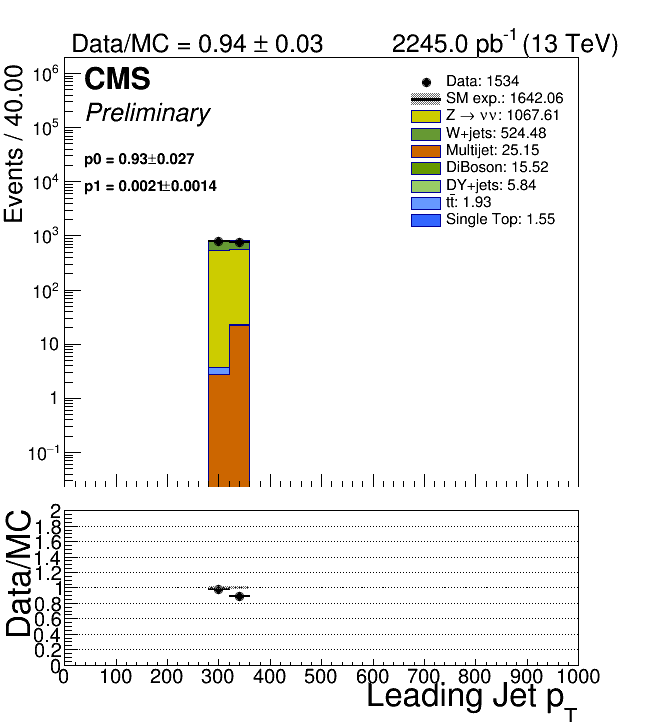 Data/MC = 0.94 ± 0.03
2245.0 pb⁻¹ (13 TeV)
CMS
Preliminary
p0 = 0.93±0.027
p1 = 0.0021±0.0014
Data: 1534
SM exp.: 1642.06
Z → νν: 1067.61
W+jets: 524.48
Multijet: 25.15
DiBoson: 15.52
DY+jets: 5.84
tt̄: 1.93
Single Top: 1.55
Events / 40.00
10⁶
10⁵
10⁴
10³
10²
10
1
10⁻¹
Data/MC
2
1.8
1.6
1.4
1.2
1
0.8
0.6
0.4
0.2
0
0 100 200 300 400 500 600 700 800 900 1000
Leading Jet p_T